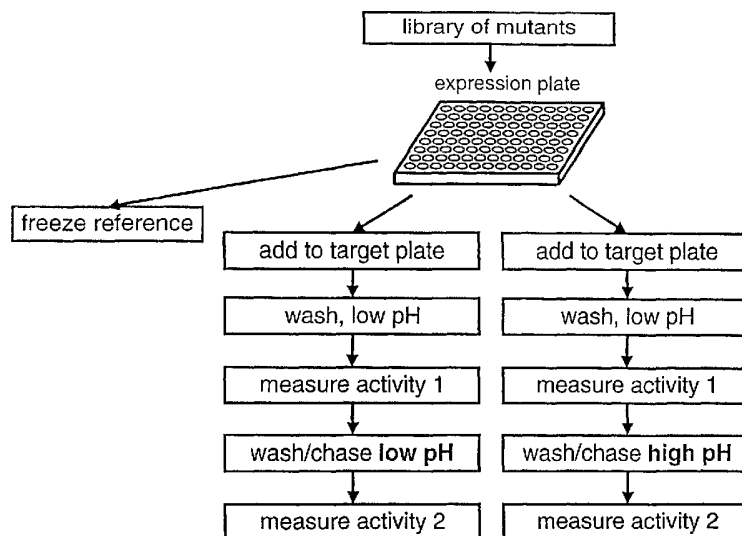 library of mutants
expression plate
freeze reference
add to target plate
wash, low pH
measure activity 1
wash/chase low pH
measure activity 2
add to target plate
wash, low pH
measure activity 1
wash/chase high pH
measure activity 2